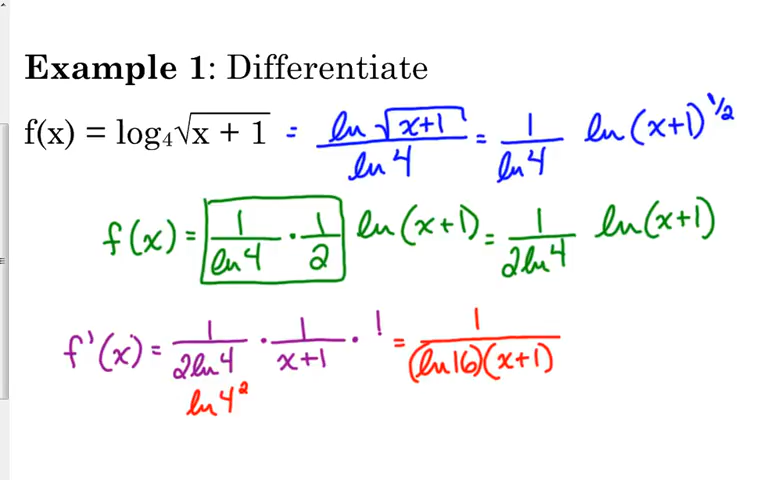 Example 1: Differentiate
f(x) = log₄√x + 1 = ln √x+1 / ln 4 = 1/ln 4 ln (x+1)^1/2
f(x) = 1/ln 4 · 1/2 ln (x+1) = 1/2ln 4 ln (x+1)
f'(x) = 1/2ln 4 · 1/x+1 · 1 = 1/(ln 16)(x+1)
ln 4²